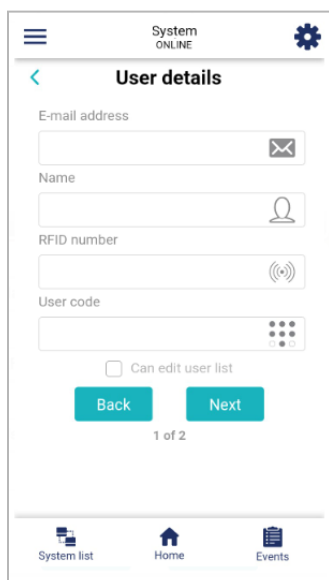 System
ONLINE
User details
E-mail address
Name
RFID number
User code
Can edit user list
Back Next
1 of 2
System list Home Events